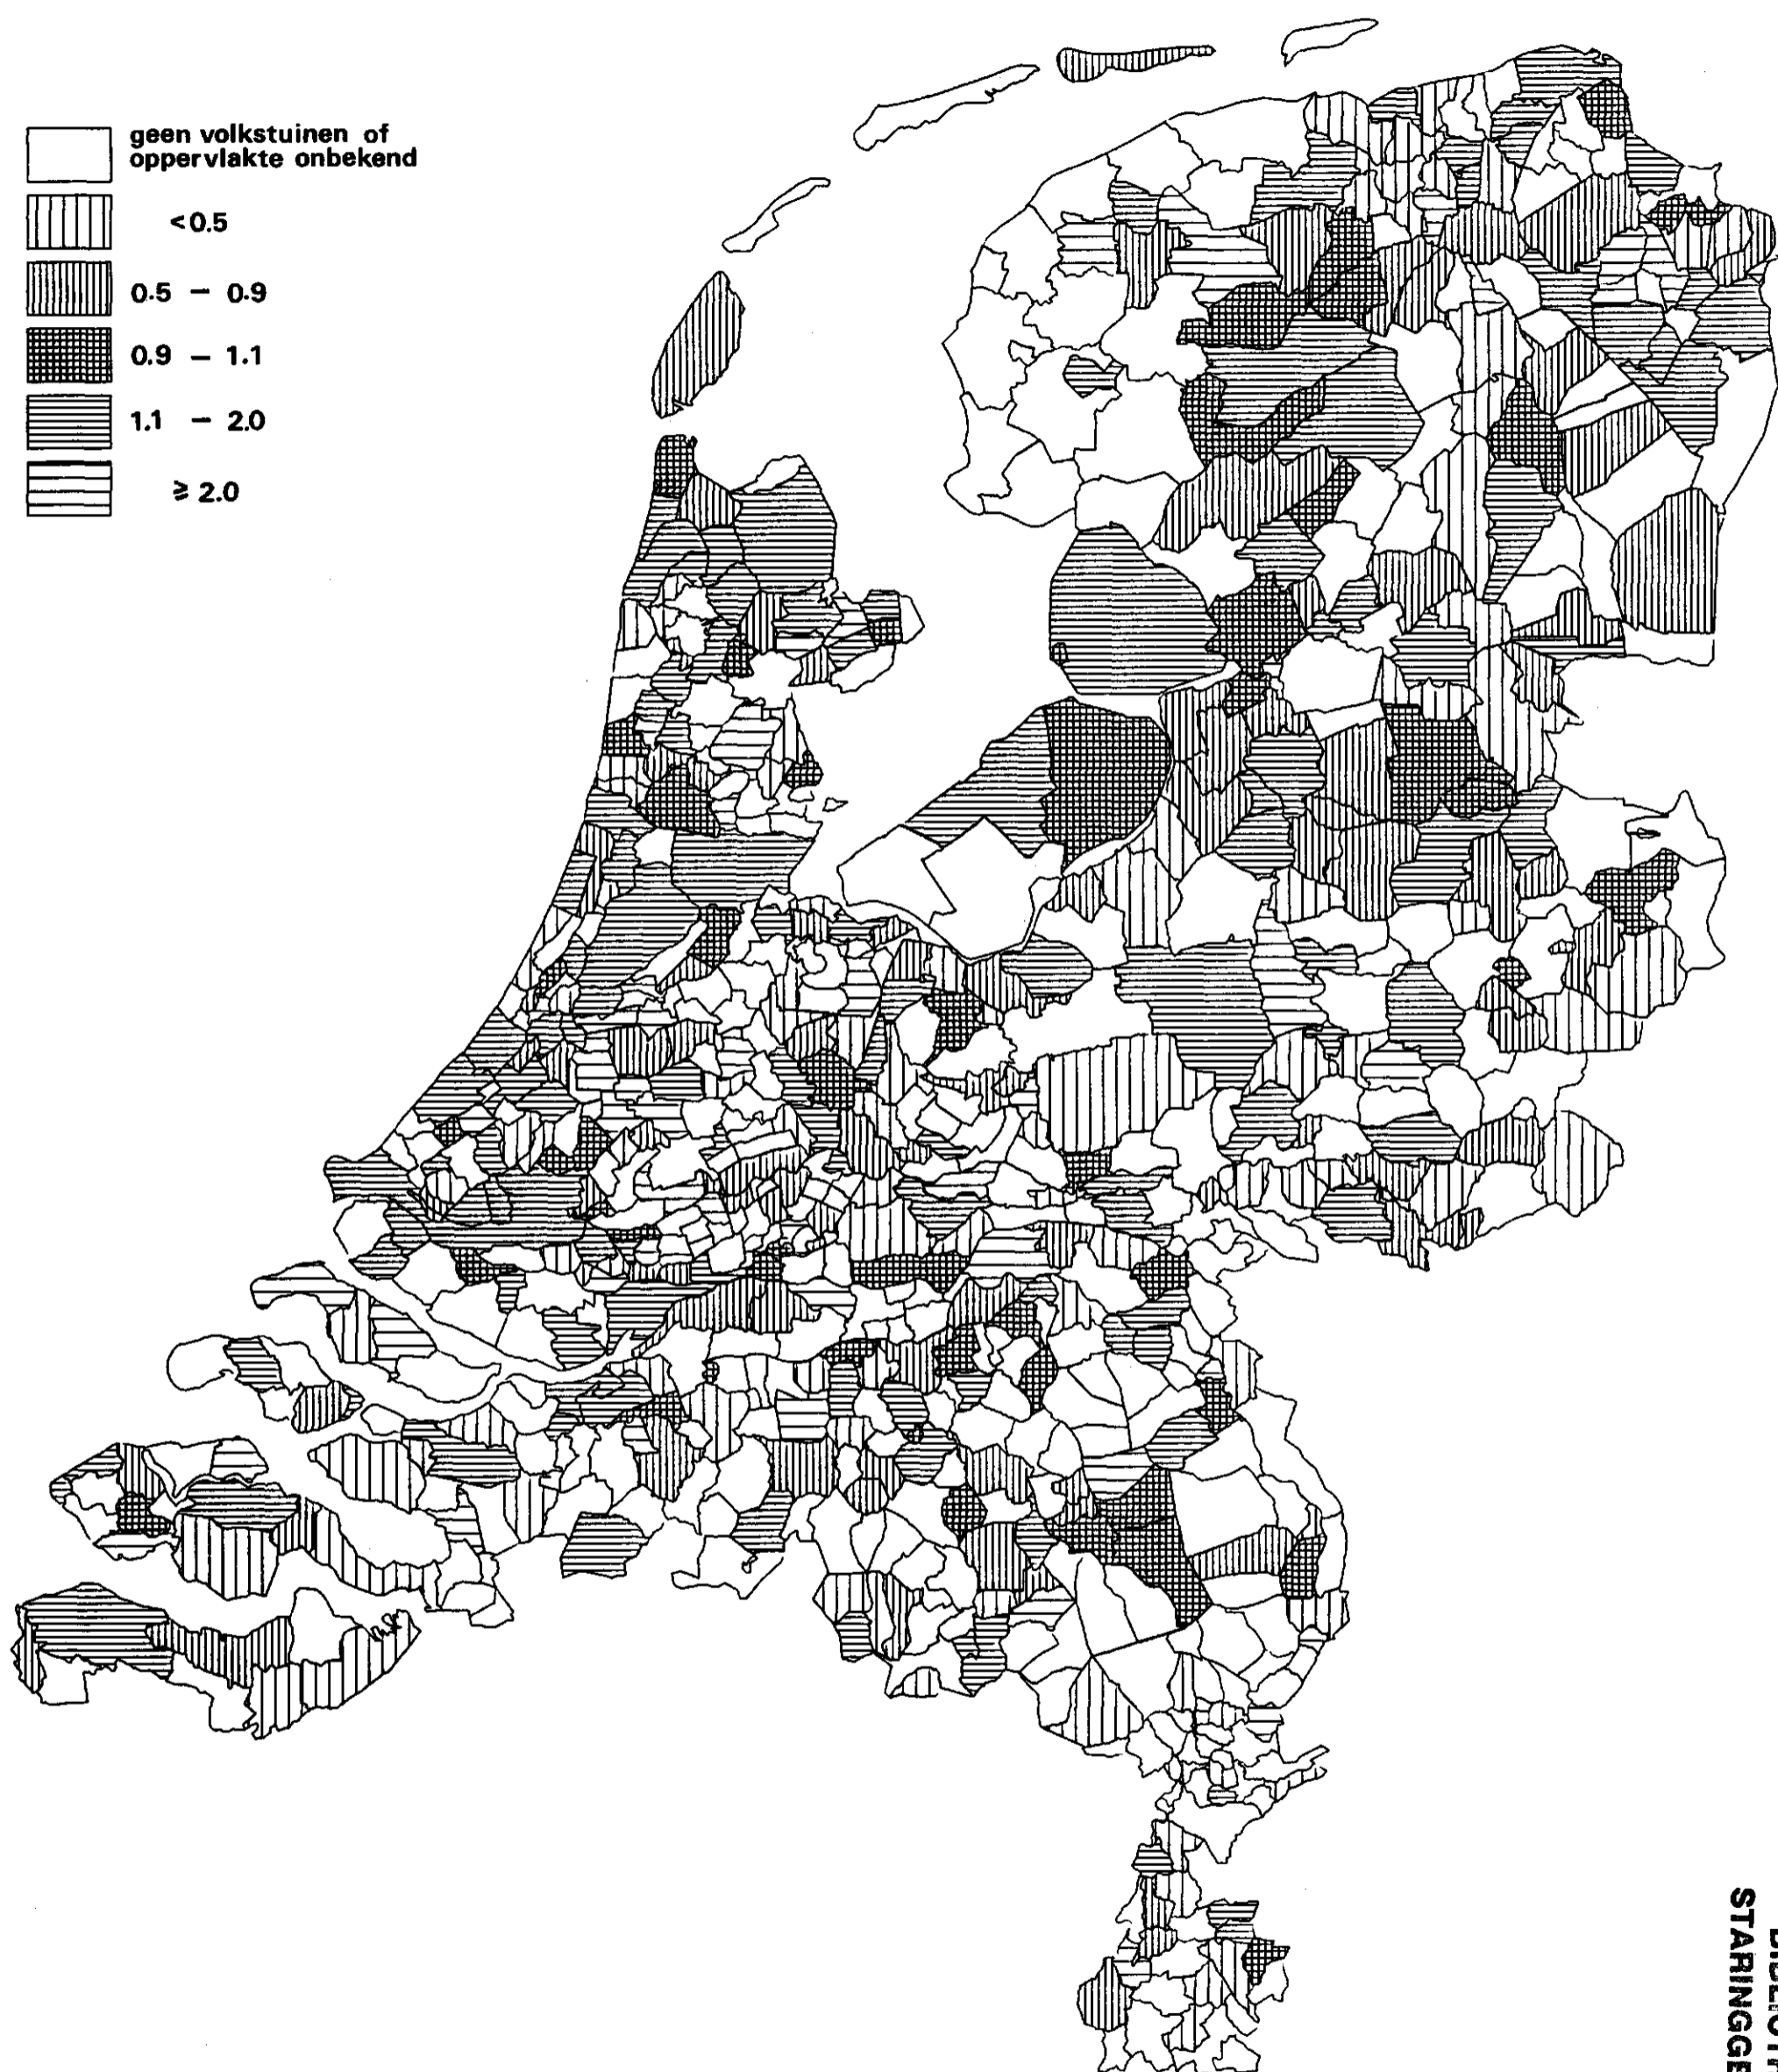 geen volkstuinen of
oppervlakte onbekend
<0.5
0.5 – 0.9
0.9 – 1.1
1.1 – 2.0
≥ 2.0